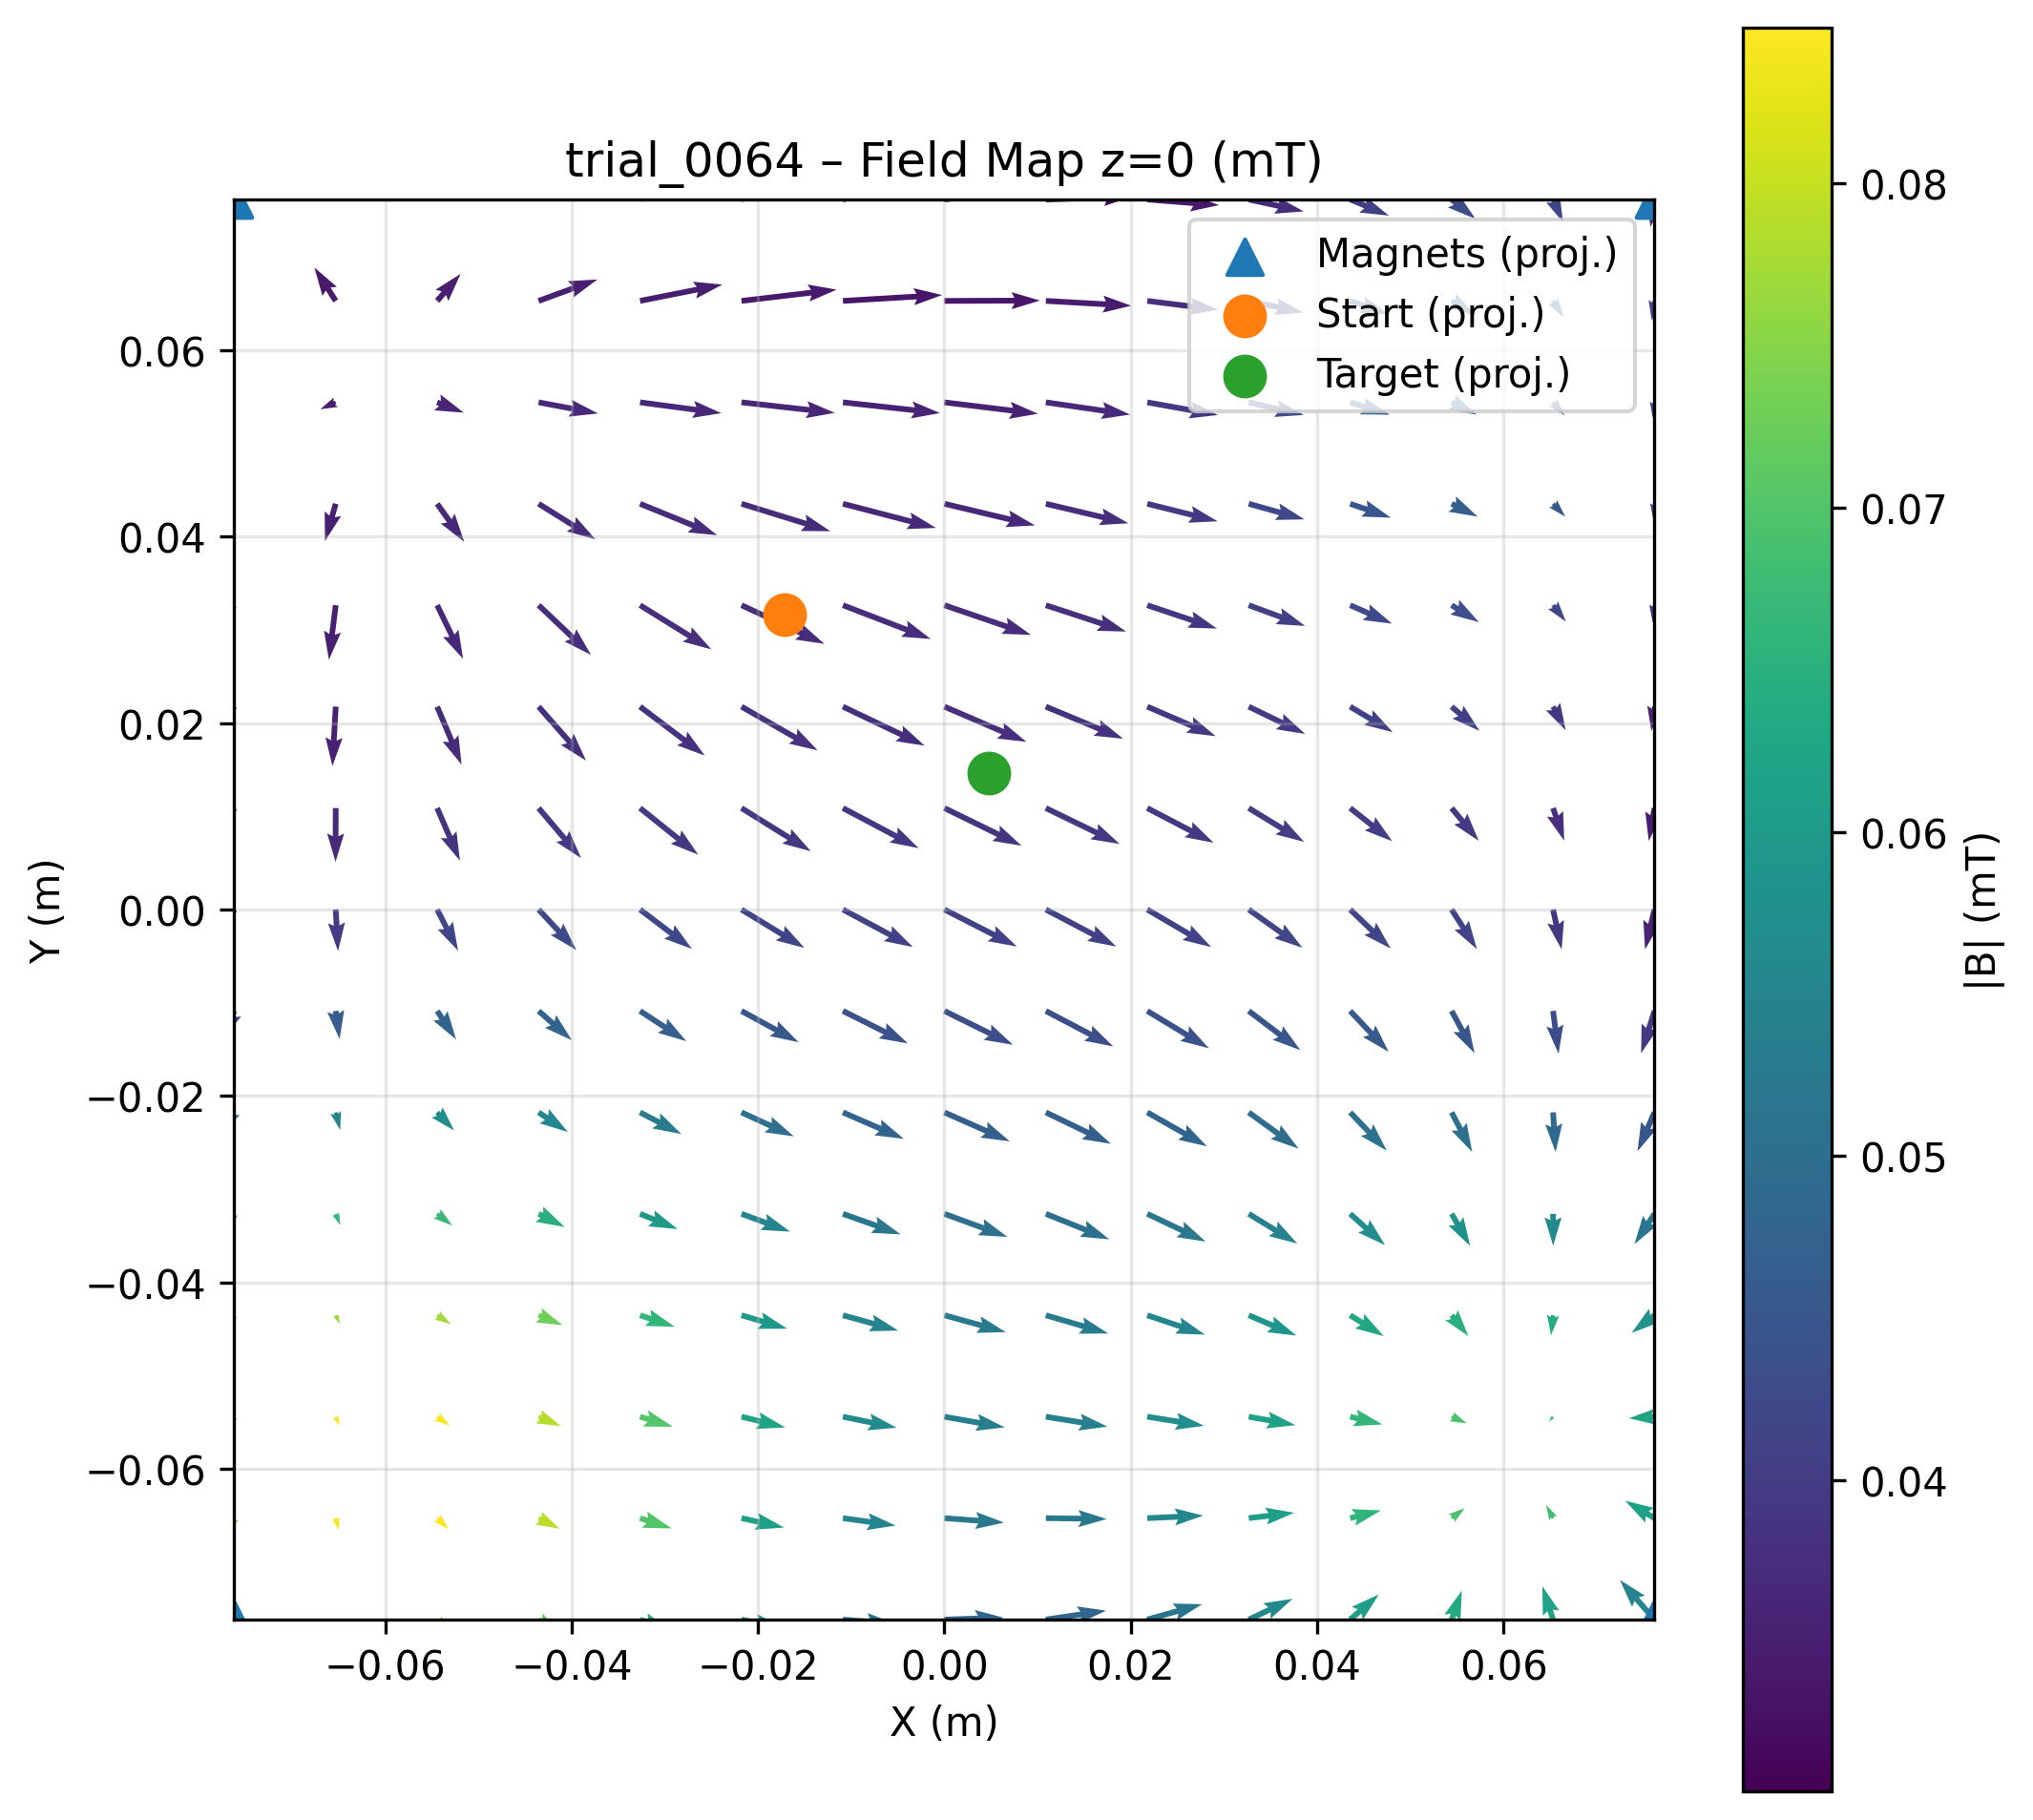 trial_0064 – Field Map z=0 (mT)
Magnets (proj.)
Start (proj.)
Target (proj.)
0.06
0.04
0.02
0.00
−0.02
−0.04
−0.06
Y (m)
−0.06
−0.04
−0.02
0.00
0.02
0.04
0.06
X (m)
0.08
0.07
0.06
0.05
0.04
|B| (mT)